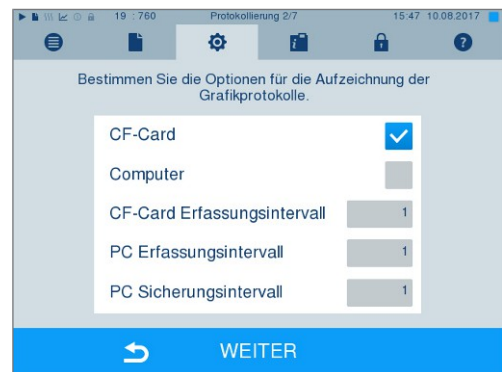 19 : 760 Protokollierung 2/7 15:47 10.08.2017
Bestimmen Sie die Optionen für die Aufzeichnung der
Grafikprotokolle.
CF-Card
Computer
CF-Card Erfassungsintervall 1
PC Erfassungsintervall 1
PC Sicherungsintervall 1
WEITER